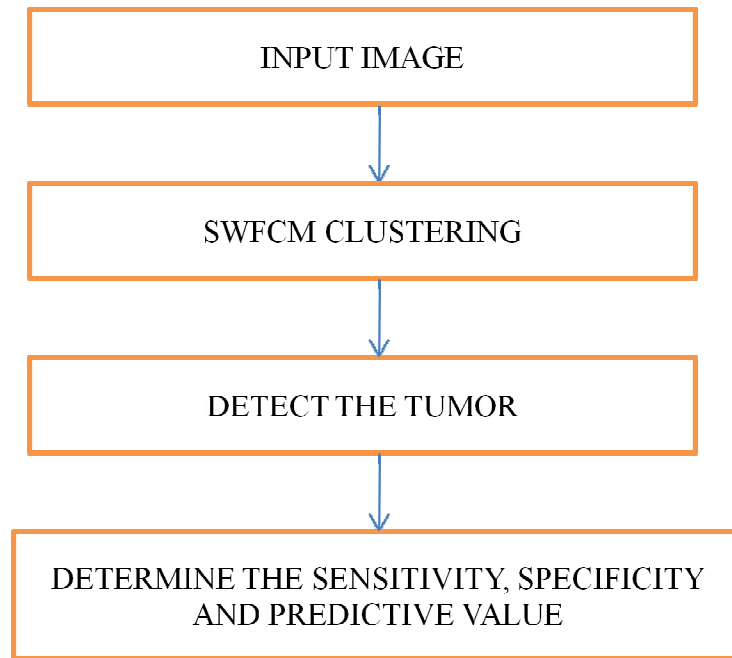 INPUT IMAGE
SWFCM CLUSTERING
DETECT THE TUMOR
DETERMINE THE SENSITIVITY, SPECIFICITY
AND PREDICTIVE VALUE